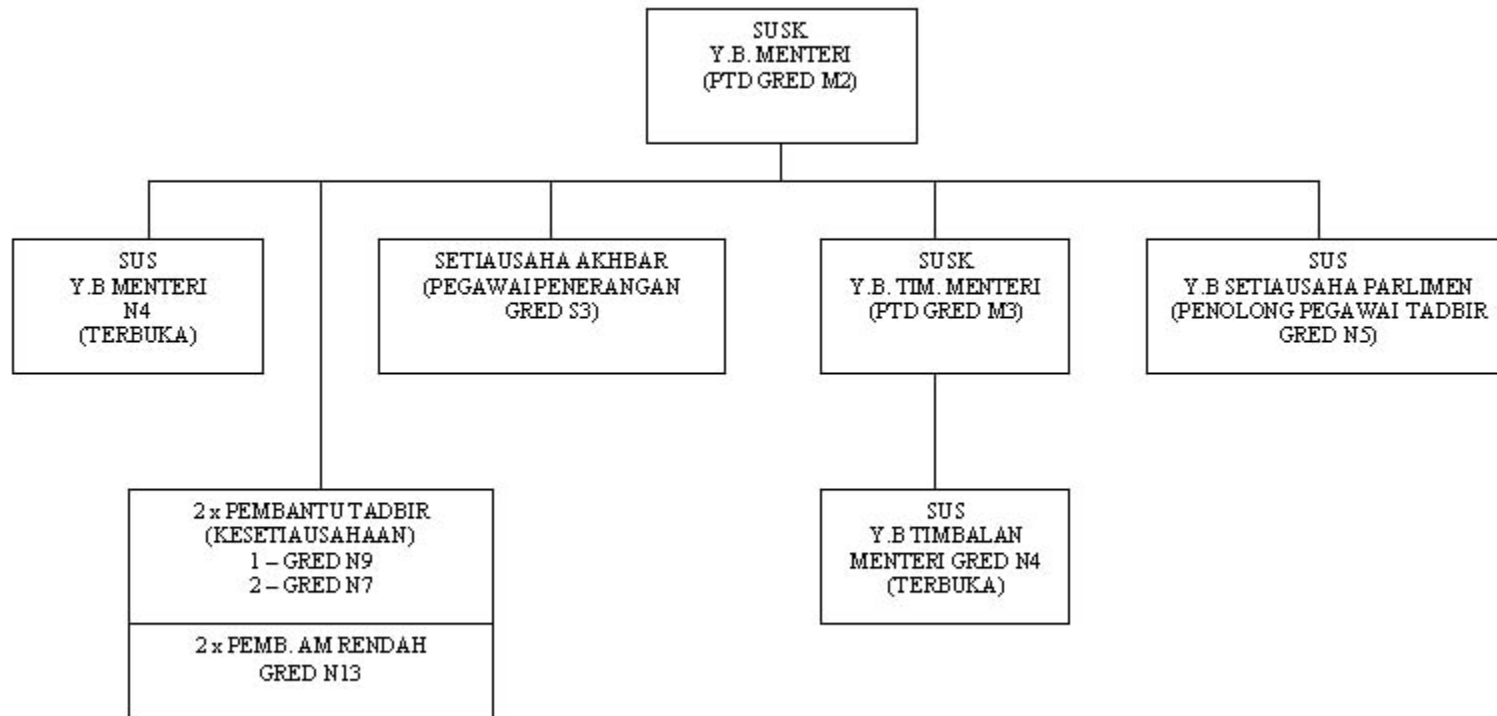 SUSK
Y.B. MENTERI
(PTD GRED M2)
SUS
Y.B MENTERI
N4
(TERBUKA)
SETIAUSAHA AKHBAR
(PEGAWAI PENERANGAN
GRED S3)
SUSK
Y.B. TIM. MENTERI
(PTD GRED M3)
SUS
Y.B SETIAUSAHA PARLIMEN
(PENOLONG PEGAWAI TADBIR
GRED N5)
2 x PEMBANTU TADBIR
(KESETIAUSAHAAN)
1 – GRED N9
2 – GRED N7
2 x PEMB. AM RENDAH
GRED N13
SUS
Y.B TIMBALAN
MENTERI GRED N4
(TERBUKA)